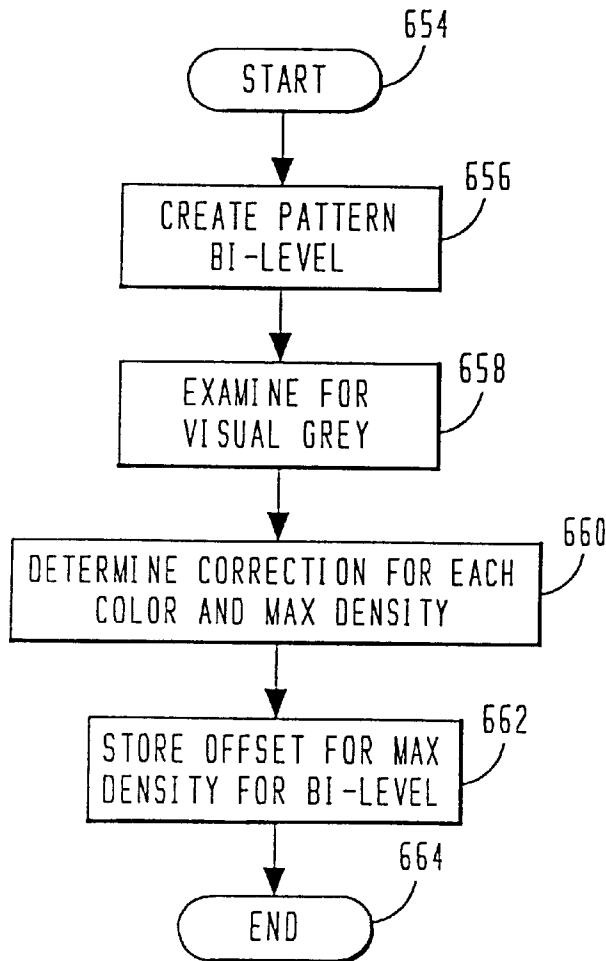 654
START
656
CREATE PATTERN
BI-LEVEL
658
EXAMINE FOR
VISUAL GREY
660
DETERMINE CORRECTION FOR EACH
COLOR AND MAX DENSITY
662
STORE OFFSET FOR MAX
DENSITY FOR BI-LEVEL
664
END